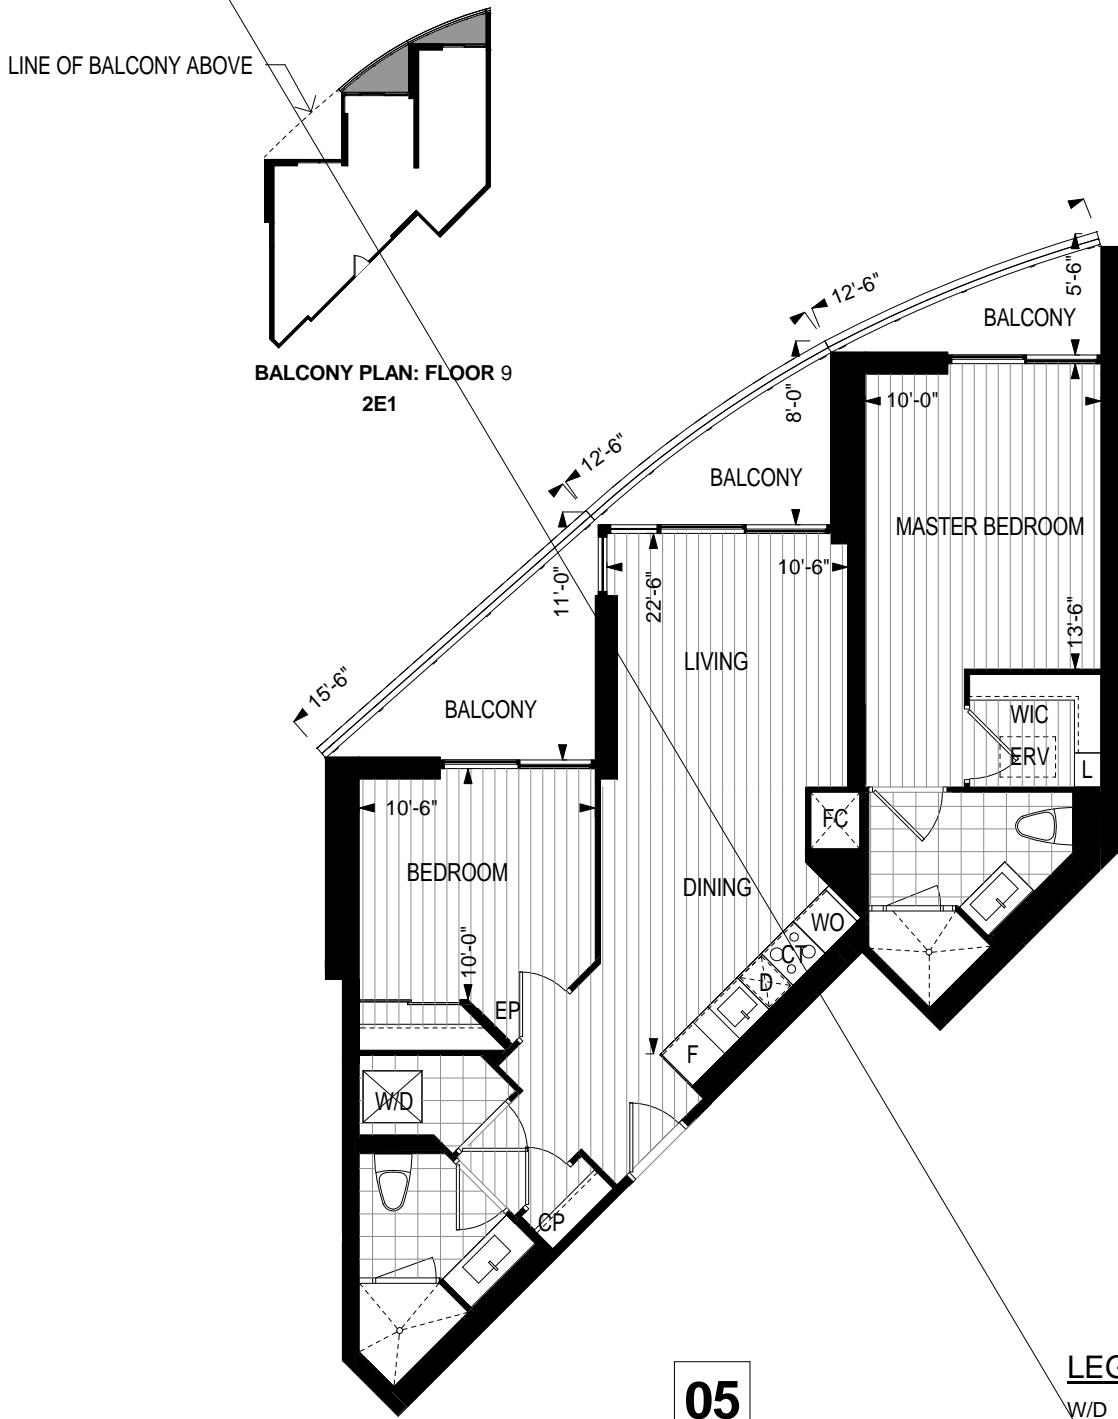 LINE OF BALCONY ABOVE
BALCONY PLAN: FLOOR 9
2E1
5'-6"
12'-6"
BALCONY
8'-0"
10'-0"
12'-6"
BALCONY
MASTER BEDROOM
11'-0"
22'-6"
10'-6"
13'-6"
15'-6"
LIVING
BALCONY
WIC
ERV
L
10'-6"
FC
BEDROOM
DINING
WO
10'-0"
CT
D
EP
F
W/D
CP
05
LEG
W/D